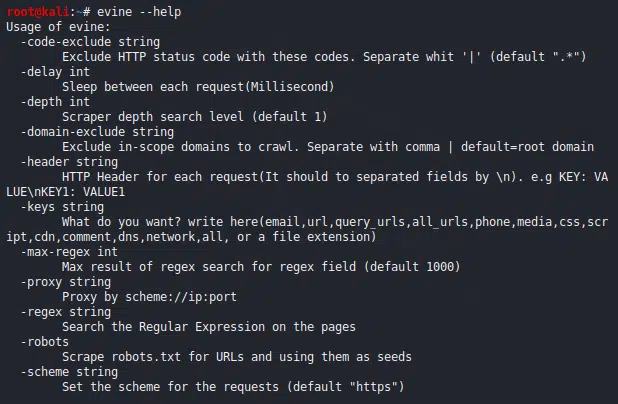 root@kali:~# evine --help
Usage of evine:
-code-exclude string
Exclude HTTP status code with these codes. Separate whit '|' (default ".*")
-delay int
Sleep between each request(Millisecond)
-depth int
Scraper depth search level (default 1)
-domain-exclude string
Exclude in-scope domains to crawl. Separate with comma | default=root domain
-header string
HTTP Header for each request(It should to separated fields by \n). e.g KEY: VA
LUE\nKEY1: VALUE1
-keys string
What do you want? write here(email,url,query_urls,all_urls,phone,media,css,scr
ipt,cdn,comment,dns,network,all, or a file extension)
-max-regex int
Max result of regex search for regex field (default 1000)
-proxy string
Proxy by scheme://ip:port
-regex string
Search the Regular Expression on the pages
-robots
Scrape robots.txt for URLs and using them as seeds
-scheme string
Set the scheme for the requests (default "https")